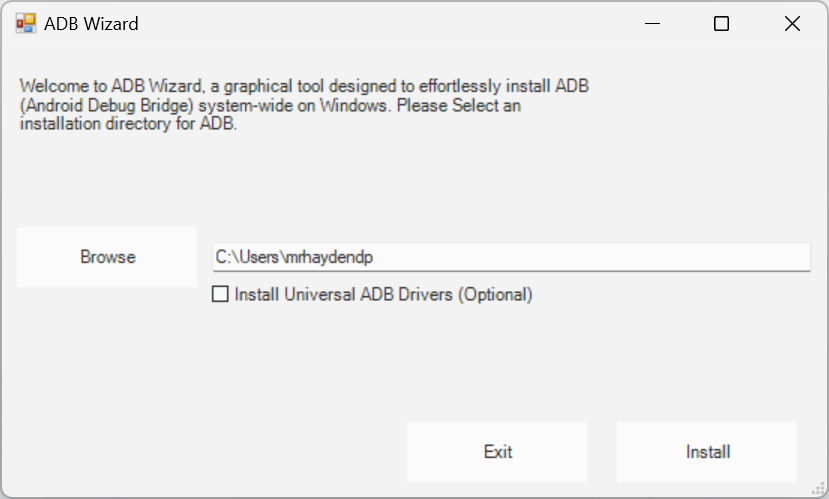 ADB Wizard
Welcome to ADB Wizard, a graphical tool designed to effortlessly install ADB
(Android Debug Bridge) system-wide on Windows. Please Select an
installation directory for ADB.
Browse
C:\Users\mrhaydendp
Install Universal ADB Drivers (Optional)
Exit
Install